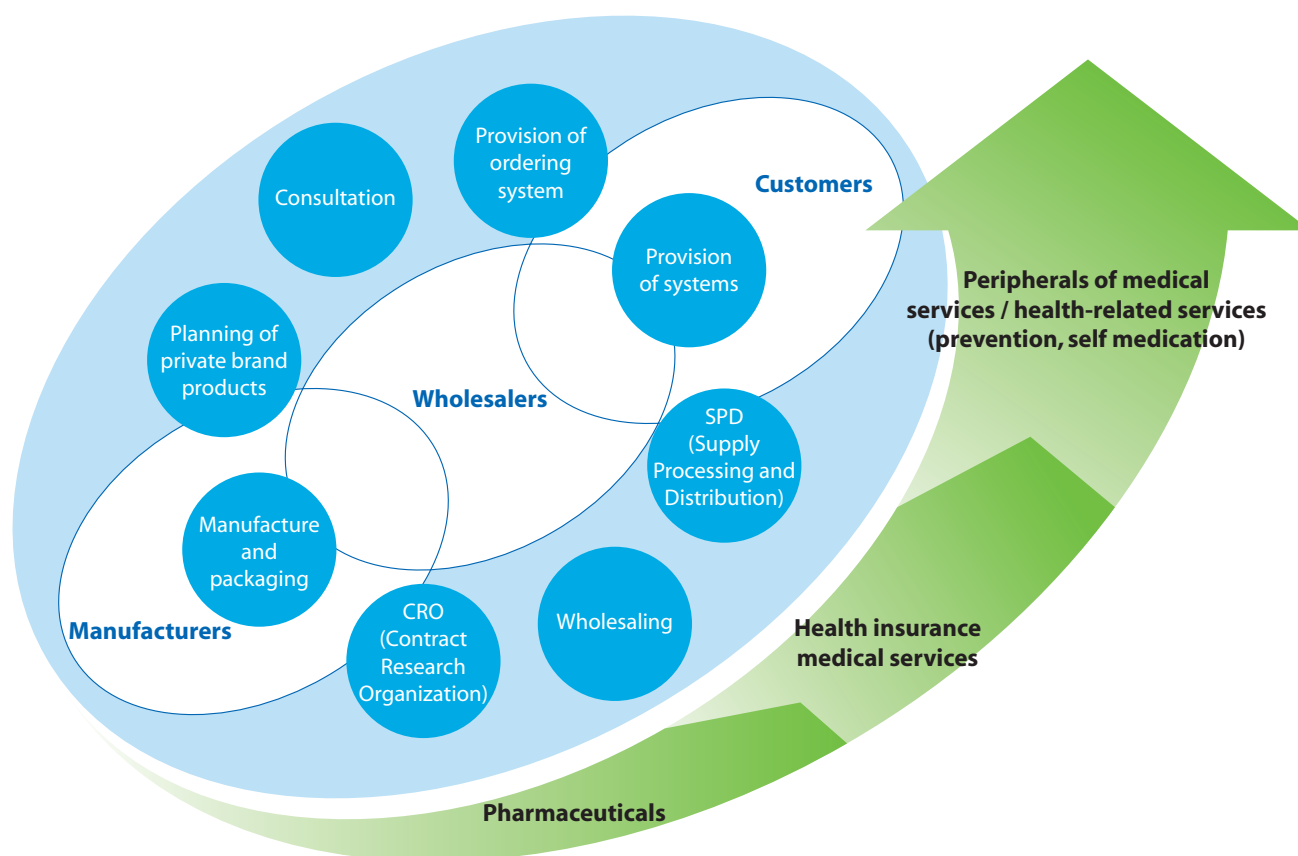 Provision of
ordering
system
Consultation
Customers
Provision
of systems
Peripherals of medical
services / health-related services
(prevention, self medication)
Planning of
private brand
products
Wholesalers
SPD
(Supply
Processing and
Distribution)
Manufacture
and
packaging
Manufacturers
CRO
(Contract
Research
Organization)
Wholesaling
Health insurance
medical services
Pharmaceuticals